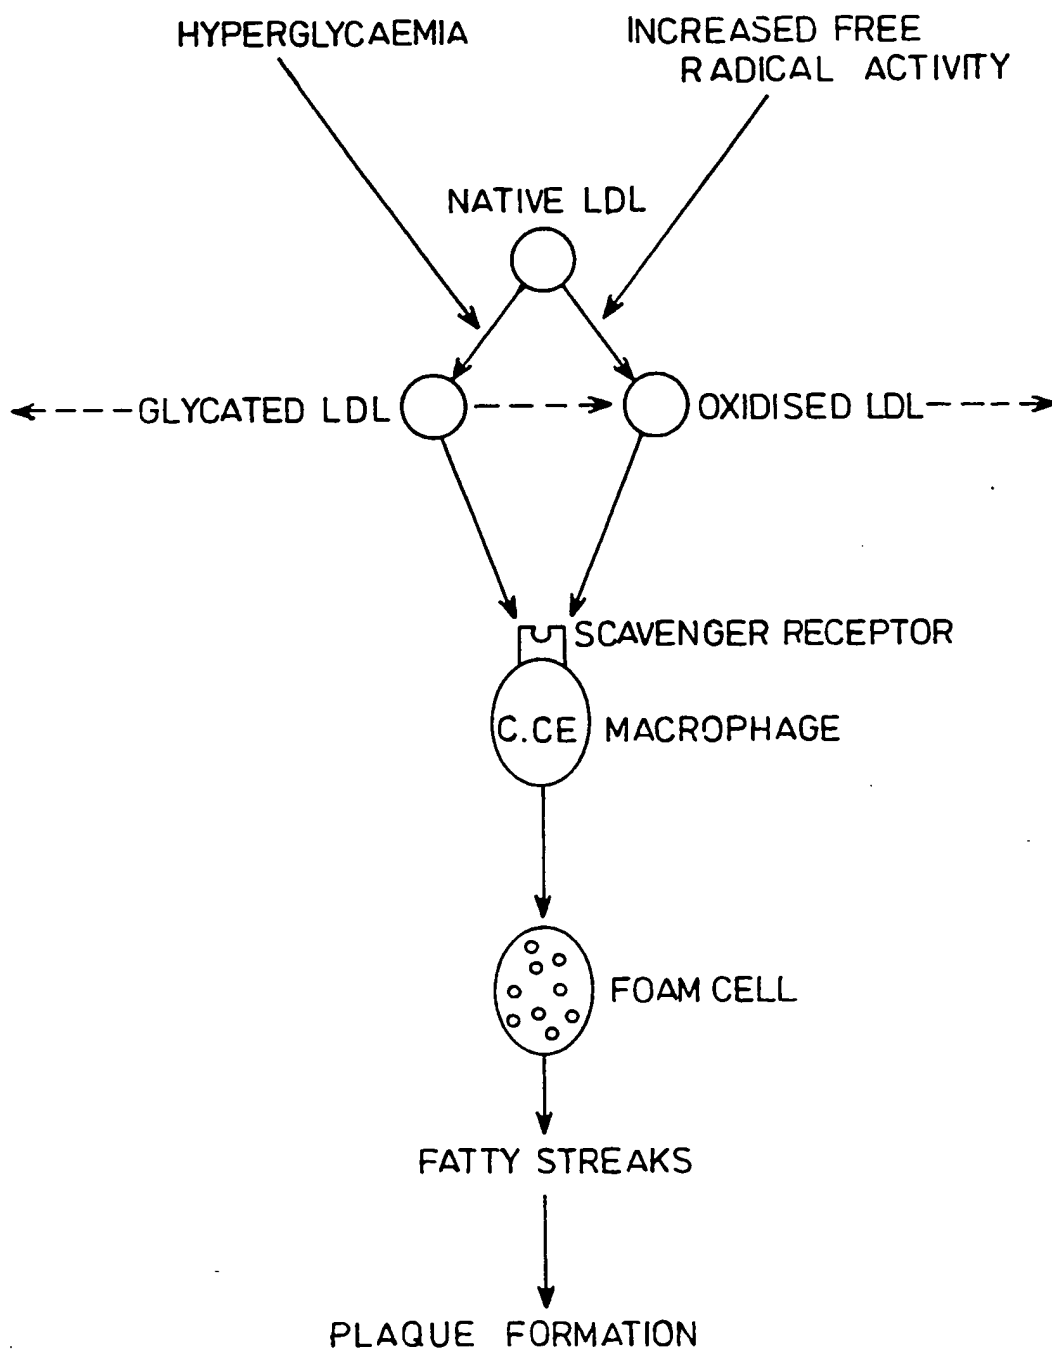 HYPERGLYCAEMIA
INCREASED FREE
RADICAL ACTIVITY
NATIVE LDL
GLYCATED LDL
OXIDISED LDL
SCAVENGER RECEPTOR
C.CE
MACROPHAGE
FOAM CELL
FATTY STREAKS
PLAQUE FORMATION